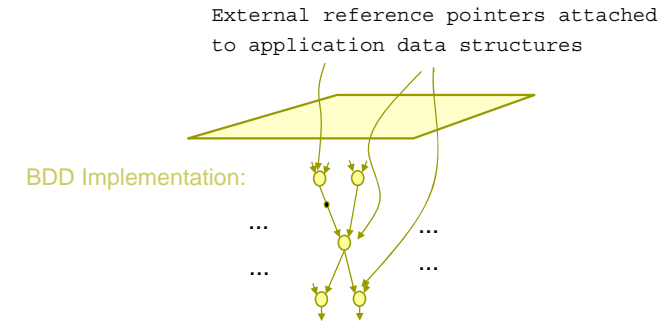 External reference pointers attached
to application data structures
BDD Implementation:
... ...
... ...